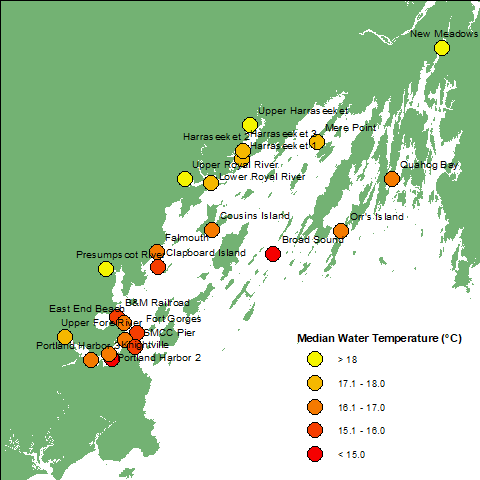 New Meadows
Upper Harraseeket
Mere Point
Harraseeket 3
Harraseeket 2
Harraseeket 1
Upper Royal River
Quahog Bay
Lower Royal River
Cousins Island
Orr's Island
Falmouth
Broad Sound
Presumpscot River
Clapboard Island
B&M Railroad
East End Beach
Fort Gorges
Upper Fore River
SMCC Pier
Portland Harbor 3
Knightville
Portland Harbor 2
Median Water Temperature (°C)
> 18
17.1 - 18.0
16.1 - 17.0
15.1 - 16.0
< 15.0